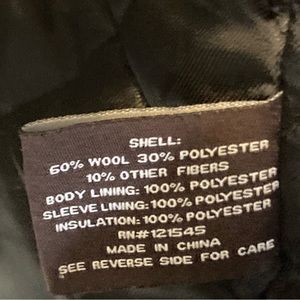 SHELL:
60% WOOL 30% POLYESTER
10% OTHER FIBERS
BODY LINING: 100% POLYESTER
SLEEVE LINING: 100% POLYESTER
INSULATION: 100% POLYESTER
RN#121545
MADE IN CHINA
SEE REVERSE SIDE FOR CARE